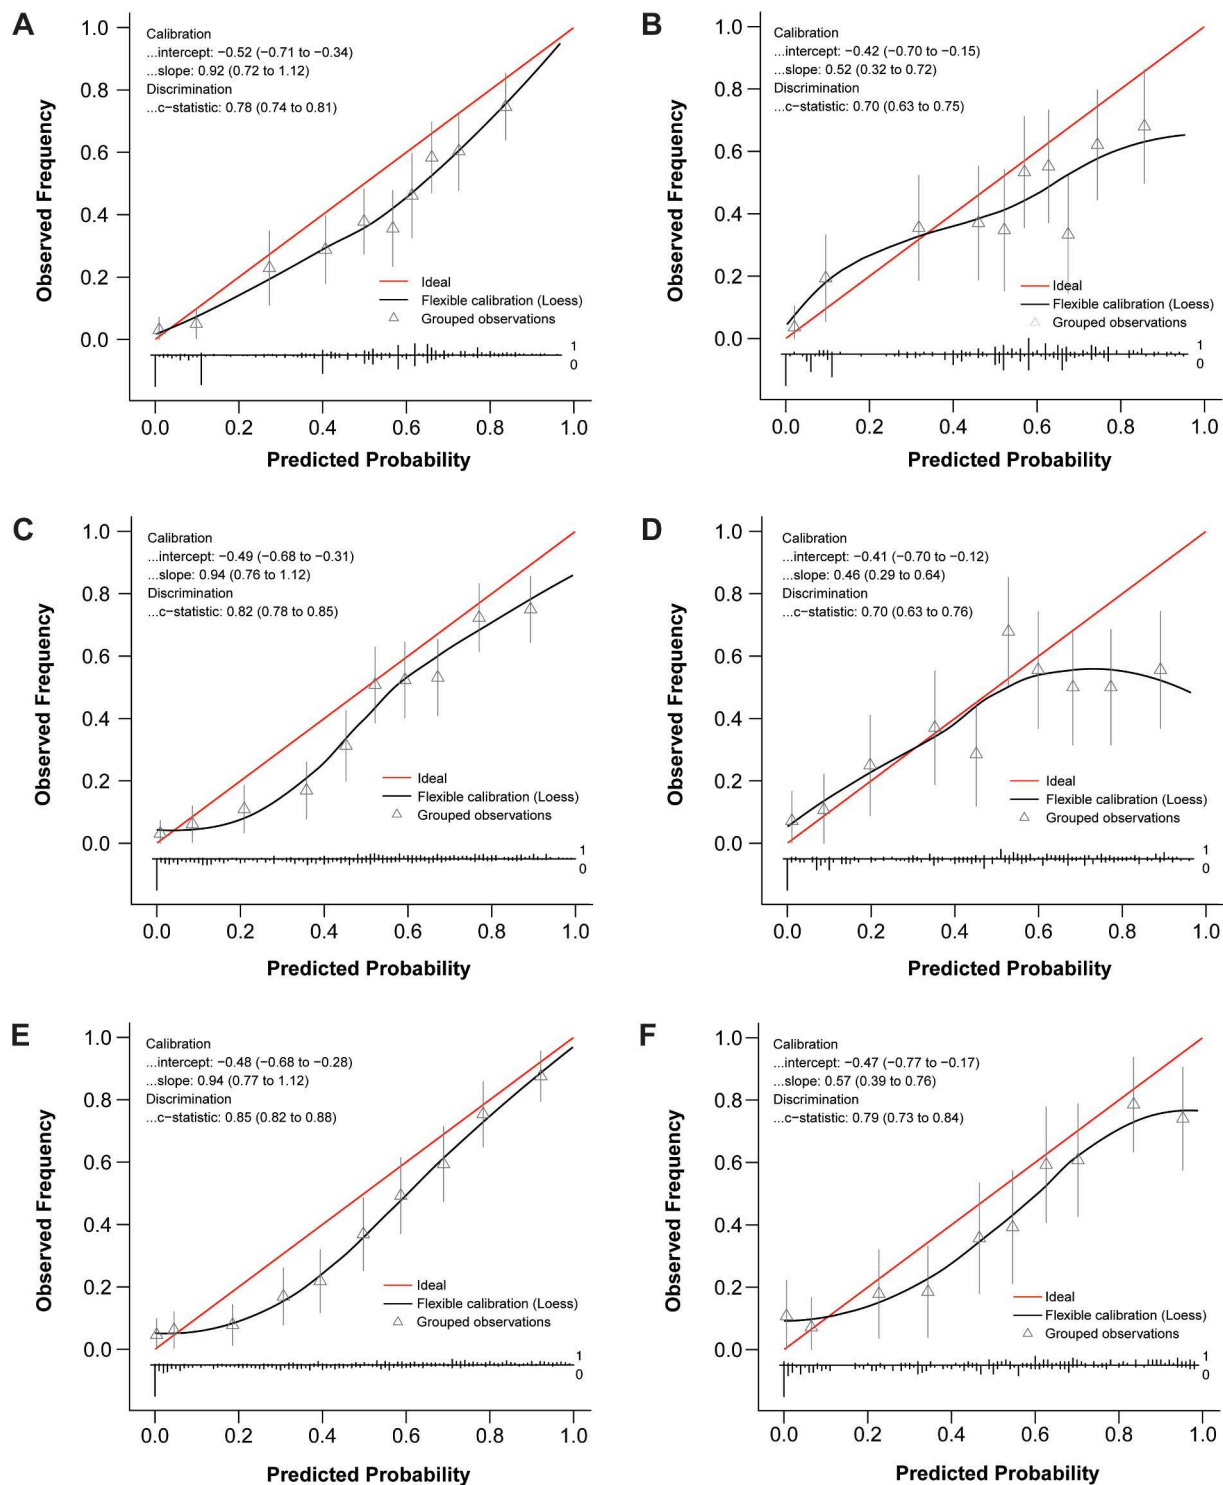 A
Calibration
...intercept: −0.52 (−0.71 to −0.34)
...slope: 0.92 (0.72 to 1.12)
Discrimination
...c−statistic: 0.78 (0.74 to 0.81)
Observed Frequency
1.0
0.8
0.6
0.4
0.2
0.0
Ideal
Flexible calibration (Loess)
Grouped observations
1
0
0.0 0.2 0.4 0.6 0.8 1.0
Predicted Probability
B
Calibration
...intercept: −0.42 (−0.70 to −0.15)
...slope: 0.52 (0.32 to 0.72)
Discrimination
...c−statistic: 0.70 (0.63 to 0.75)
Observed Frequency
1.0
0.8
0.6
0.4
0.2
0.0
Ideal
Flexible calibration (Loess)
Grouped observations
1
0
0.0 0.2 0.4 0.6 0.8 1.0
Predicted Probability
C
Calibration
...intercept: −0.49 (−0.68 to −0.31)
...slope: 0.94 (0.76 to 1.12)
Discrimination
...c−statistic: 0.82 (0.78 to 0.85)
Observed Frequency
1.0
0.8
0.6
0.4
0.2
0.0
Ideal
Flexible calibration (Loess)
Grouped observations
1
0
0.0 0.2 0.4 0.6 0.8 1.0
Predicted Probability
D
Calibration
...intercept: −0.41 (−0.70 to −0.12)
...slope: 0.46 (0.29 to 0.64)
Discrimination
...c−statistic: 0.70 (0.63 to 0.76)
Observed Frequency
1.0
0.8
0.6
0.4
0.2
0.0
Ideal
Flexible calibration (Loess)
Grouped observations
1
0
0.0 0.2 0.4 0.6 0.8 1.0
Predicted Probability
E
Calibration
...intercept: −0.48 (−0.68 to −0.28)
...slope: 0.94 (0.77 to 1.12)
Discrimination
...c−statistic: 0.85 (0.82 to 0.88)
Observed Frequency
1.0
0.8
0.6
0.4
0.2
0.0
Ideal
Flexible calibration (Loess)
Grouped observations
1
0
0.0 0.2 0.4 0.6 0.8 1.0
Predicted Probability
F
Calibration
...intercept: −0.47 (−0.77 to −0.17)
...slope: 0.57 (0.39 to 0.76)
Discrimination
...c−statistic: 0.79 (0.73 to 0.84)
Observed Frequency
1.0
0.8
0.6
0.4
0.2
0.0
Ideal
Flexible calibration (Loess)
Grouped observations
1
0
0.0 0.2 0.4 0.6 0.8 1.0
Predicted Probability